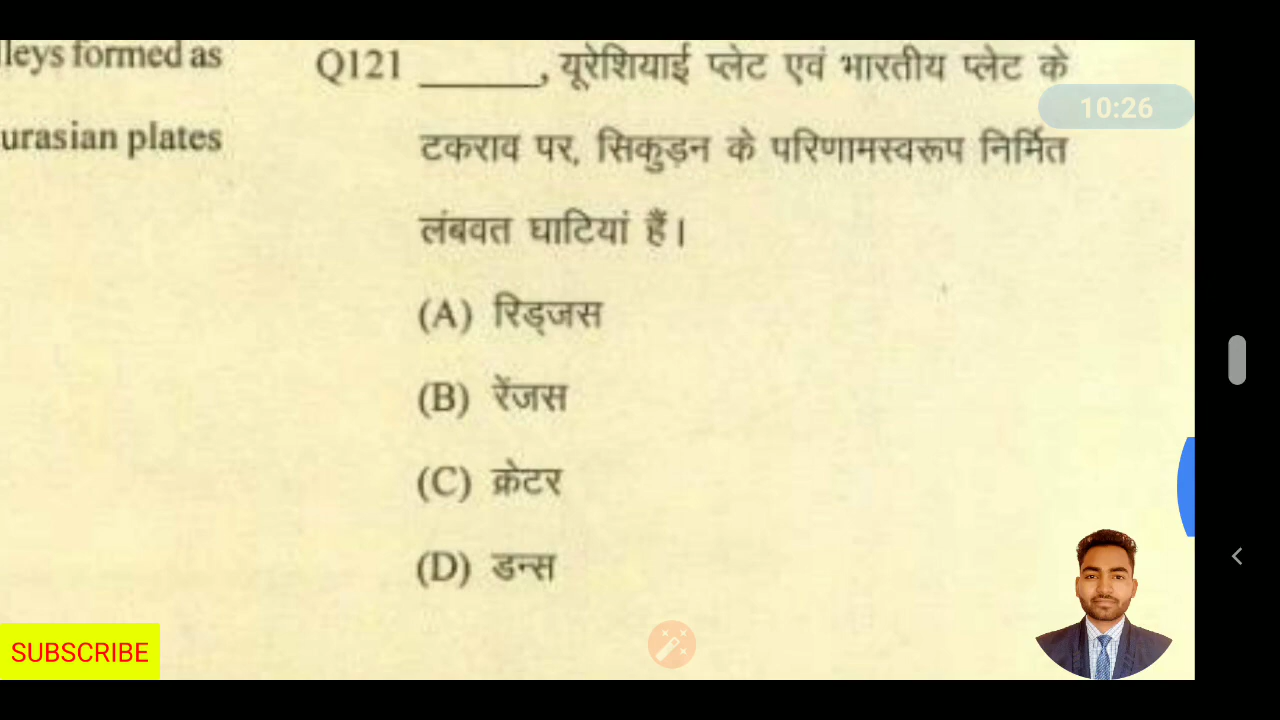 lleys formed as
urasian plates
Q121 ______, यूरेशियाई प्लेट एवं भारतीय प्लेट के
10:26
टकराव पर, सिकुड़न के परिणामस्वरूप निर्मित
लंबवत घाटियां हैं।
(A) रिड्जस
(B) रेंजस
(C) क्रेटर
(D) डन्स
SUBSCRIBE